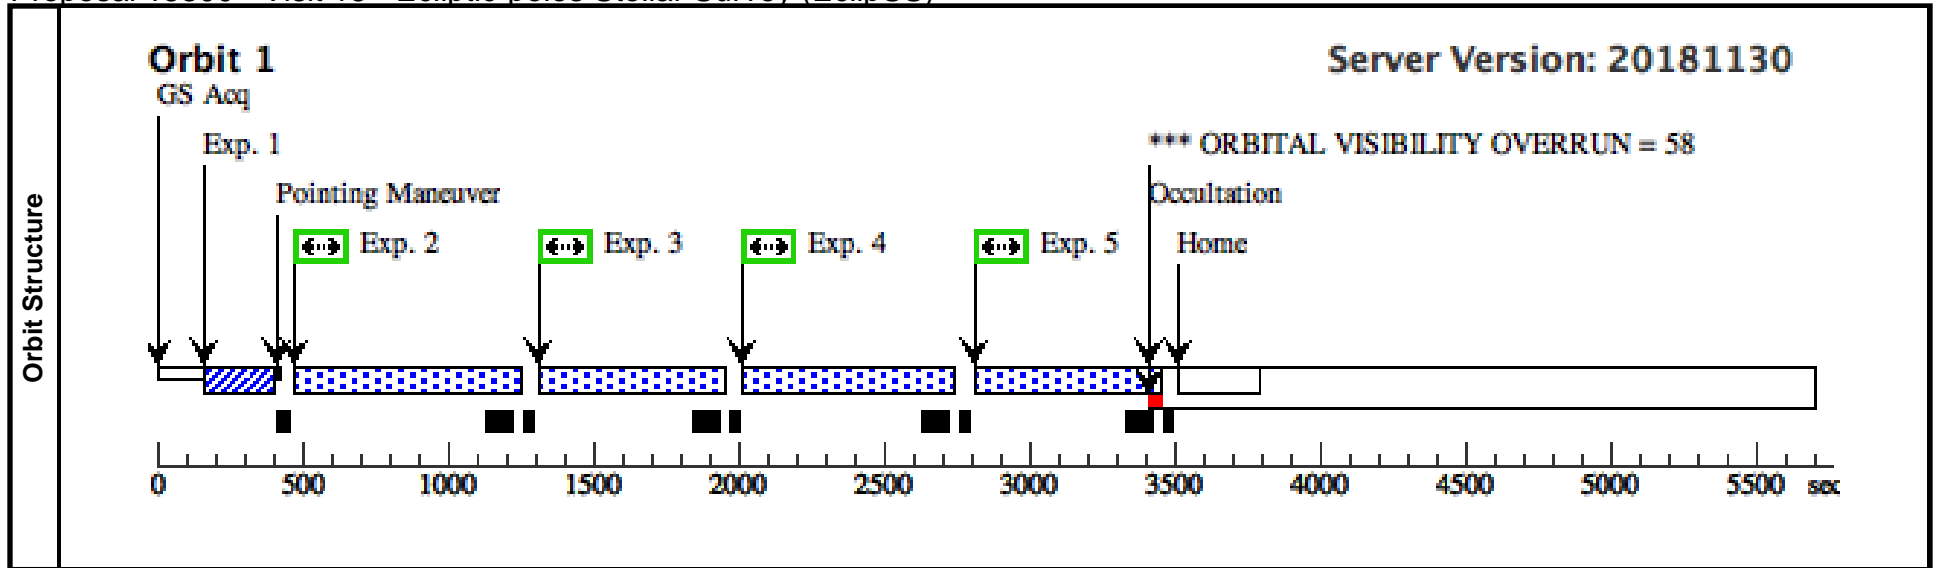 Orbit Structure
Orbit 1
Server Version: 20181130
GS Acq
Exp. 1
*** ORBITAL VISIBILITY OVERRUN = 58
Pointing Maneuver
Occultation
Exp. 2
Exp. 3
Exp. 4
Exp. 5
Home
0 500 1000 1500 2000 2500 3000 3500 4000 4500 5000 5500 sec